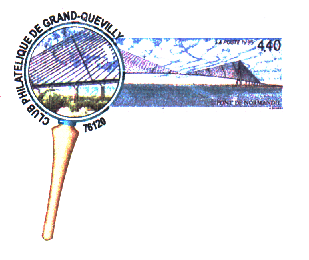 CLUB PHILATELIQUE DE GRAND-QUEVILLY
76120
LA POSTE 1995
4,40
PONT DE NORMANDIE